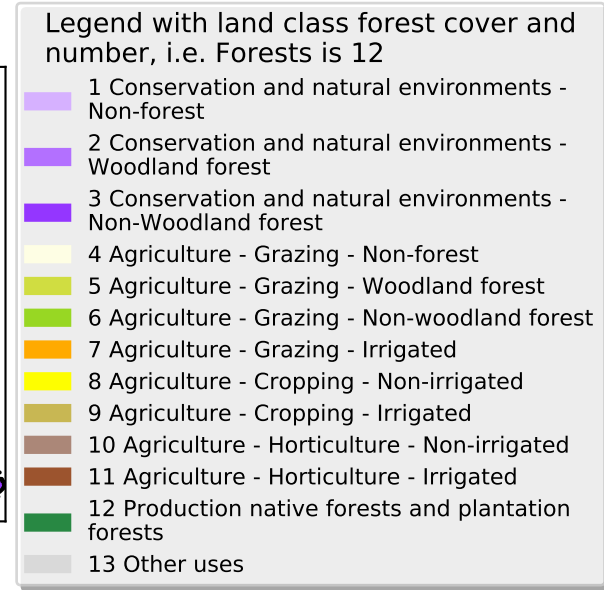 Legend with land class forest cover and
number, i.e. Forests is 12
1 Conservation and natural environments -
Non-forest
2 Conservation and natural environments -
Woodland forest
3 Conservation and natural environments -
Non-Woodland forest
4 Agriculture - Grazing - Non-forest
5 Agriculture - Grazing - Woodland forest
6 Agriculture - Grazing - Non-woodland forest
7 Agriculture - Grazing - Irrigated
8 Agriculture - Cropping - Non-irrigated
9 Agriculture - Cropping - Irrigated
10 Agriculture - Horticulture - Non-irrigated
11 Agriculture - Horticulture - Irrigated
12 Production native forests and plantation
forests
13 Other uses